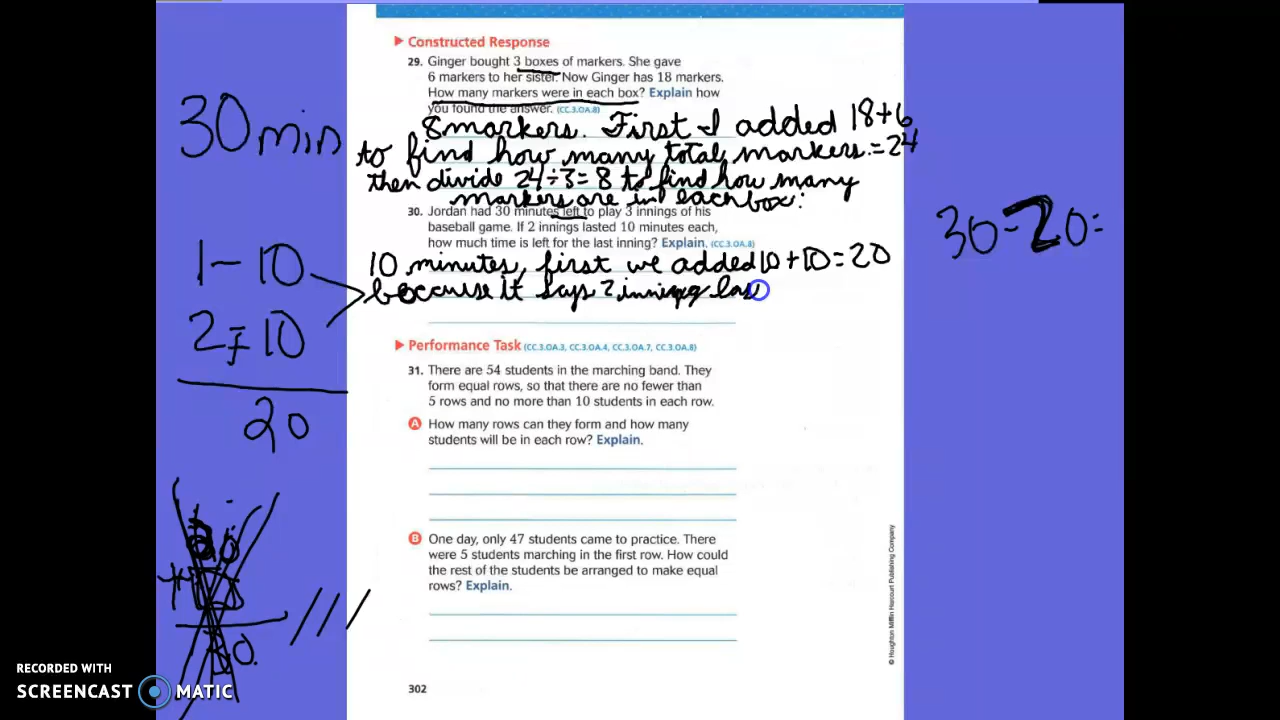 Constructed Response
29. Ginger bought 3 boxes of markers. She gave
6 markers to her sister. Now Ginger has 18 markers.
How many markers were in each box? Explain how
you found the answer. (CC.3.OA.8)
8 markers. First I added 18+6
to find how many total markers. = 24
then divide 24÷3=8 to find how many
markers are in each box.
30. Jordan had 30 minutes left to play 3 innings of his
baseball game. If 2 innings lasted 10 minutes each,
how much time is left for the last inning? Explain. (CC.3.OA.8)
10 minutes, first we added 10+10=20
because it says 2 innings las
Performance Task (CC.3.OA.3, CC.3.OA.4, CC.3.OA.7, CC.3.OA.8)
31. There are 54 students in the marching band. They
form equal rows, so that there are no fewer than
5 rows and no more than 10 students in each row.
A How many rows can they form and how many
students will be in each row? Explain.
B One day, only 47 students came to practice. There
were 5 students marching in the first row. How could
the rest of the students be arranged to make equal
rows? Explain.
302
© Houghton Mifflin Harcourt Publishing Company
30 min
1 - 10
2 + 10
20
30-20=
RECORDED WITH
SCREENCAST MATIC